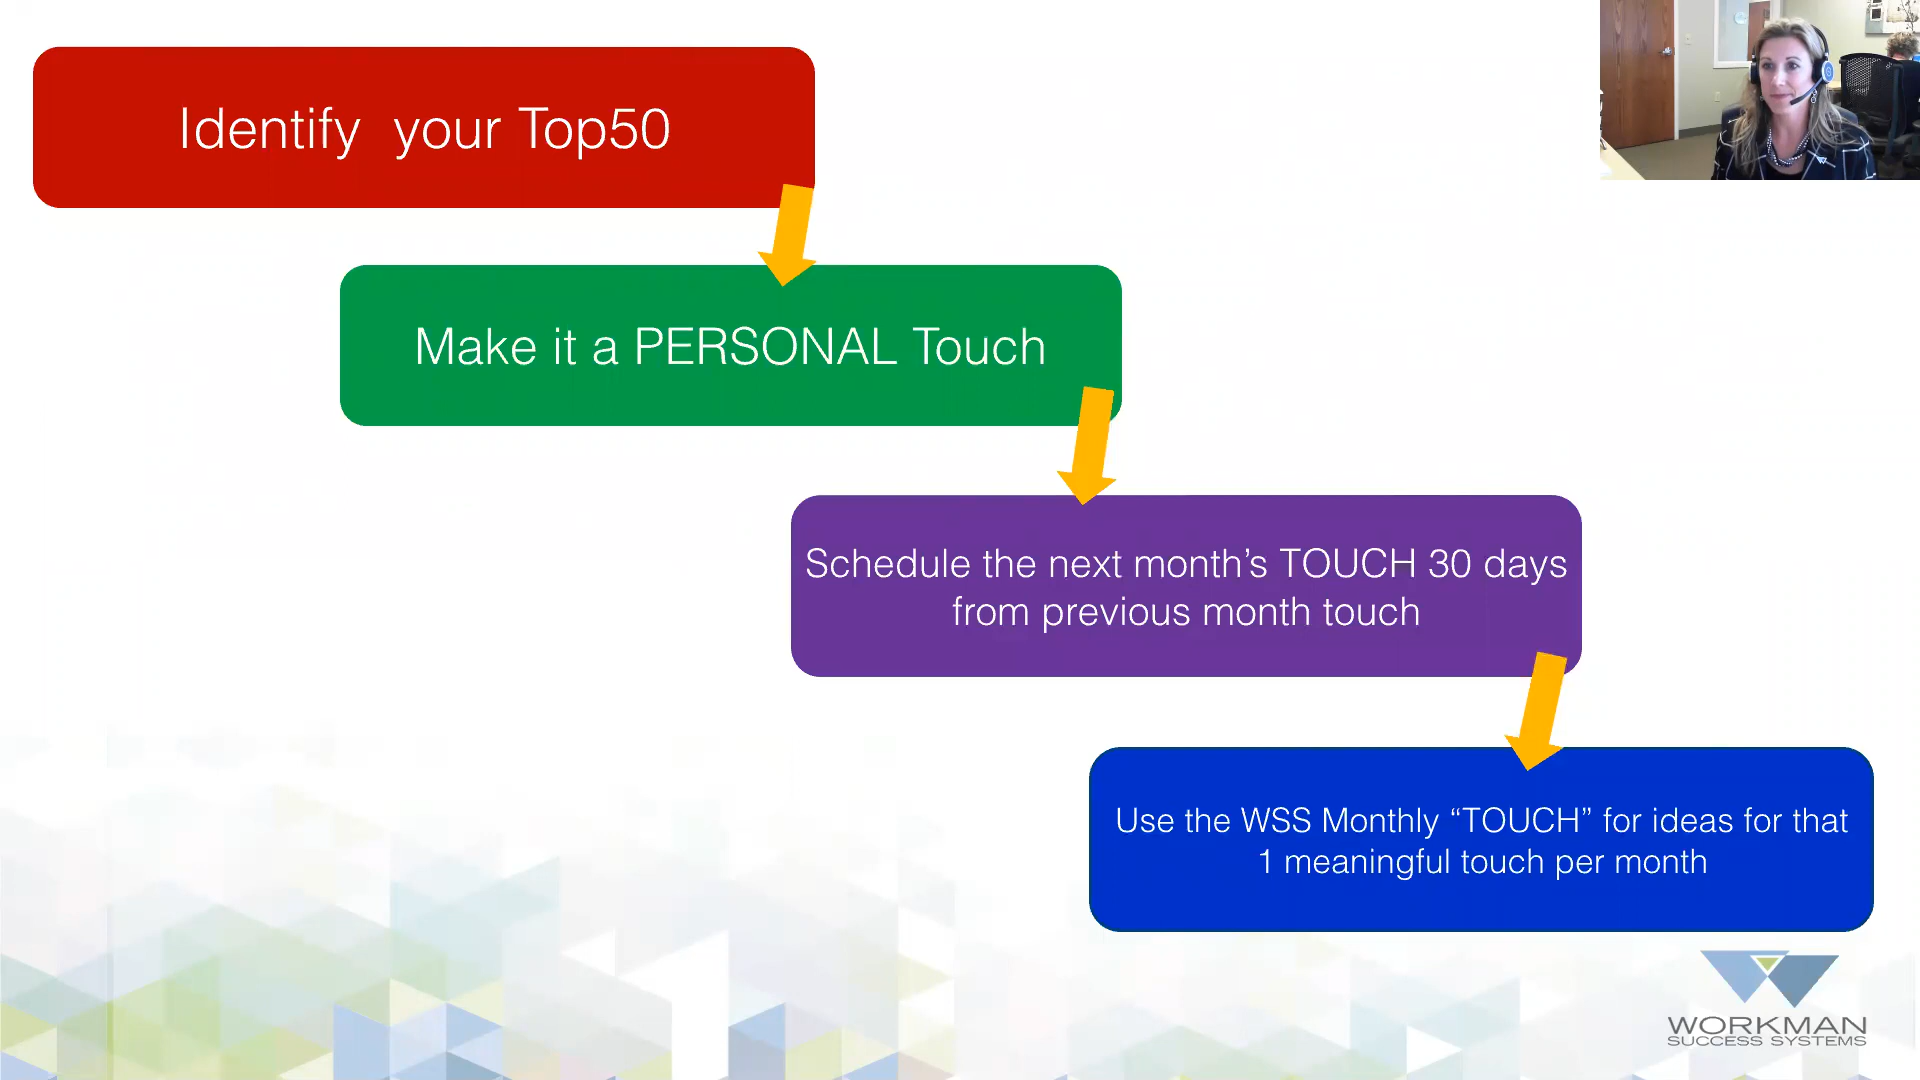 Identify your Top50
Make it a PERSONAL Touch
Schedule the next month’s TOUCH 30 days
from previous month touch
Use the WSS Monthly “TOUCH” for ideas for that
1 meaningful touch per month
WORKMAN
SUCCESS SYSTEMS